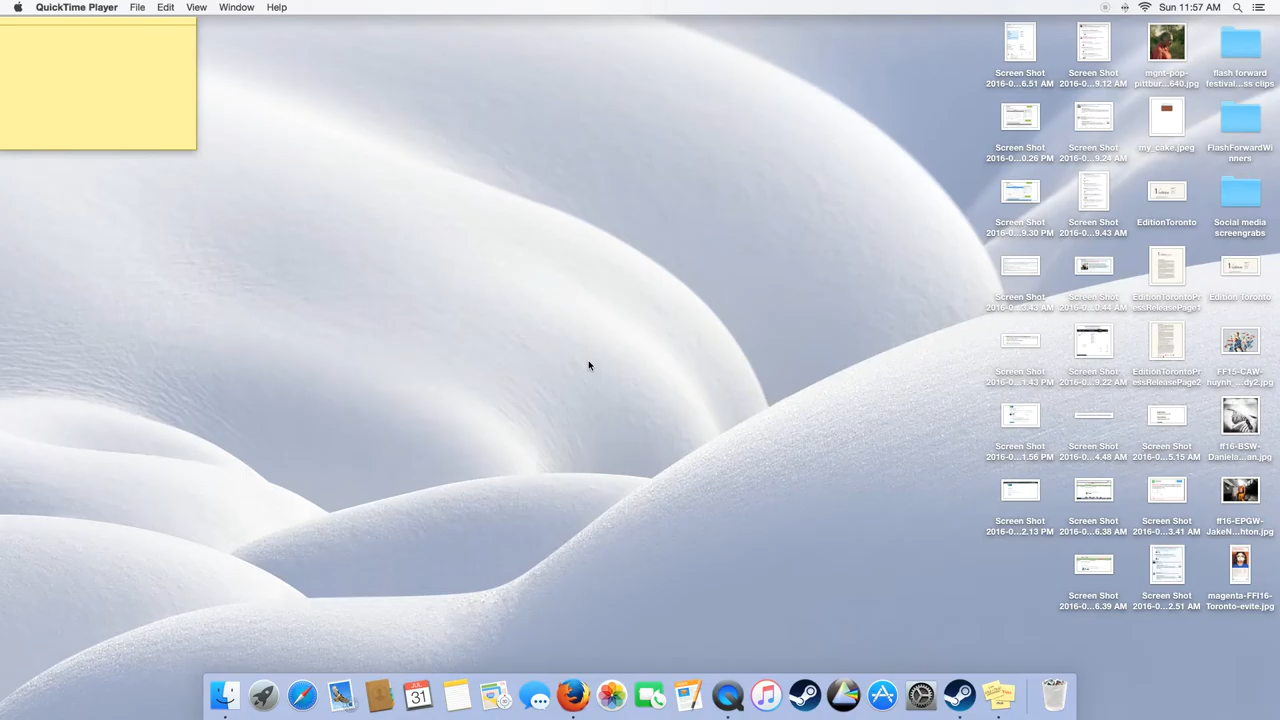 QuickTime Player File Edit View Window Help Sun 11:57 AM
Screen Shot
2016-0...6.51 AM
Screen Shot
2016-0...9.12 AM
mgnt-pop-
pittbur..._640.jpg
flash forward
festival...ss clips
Screen Shot
2016-0...0.26 PM
Screen Shot
2016-0...9.24 AM
my_cake.jpeg
FlashForwardWi
nners
Screen Shot
2016-0...9.30 PM
Screen Shot
2016-0...9.43 AM
EditionToronto
Social media
screengrabs
Screen Shot
2016-0...3.43 AM
Screen Shot
2016-0...0.44 AM
EditionTorontoPr
essReleasePage1
Edition Toronto
Screen Shot
2016-0...1.43 PM
Screen Shot
2016-0...9.22 AM
EditionTorontoPr
essReleasePage2
FF15-CAW-
huynh_...dy2.jpg
Screen Shot
2016-0...1.56 PM
Screen Shot
2016-0...4.48 AM
Screen Shot
2016-0...5.15 AM
ff16-BSW-
Daniela...an.jpg
Screen Shot
2016-0...2.13 PM
Screen Shot
2016-0...6.38 AM
Screen Shot
2016-0...3.41 AM
ff16-EPGW-
JakeN...hton.jpg
Screen Shot
2016-0...6.39 AM
Screen Shot
2016-0...2.51 AM
magenta-FFI16-
Toronto-evite.jpg
JUL
31